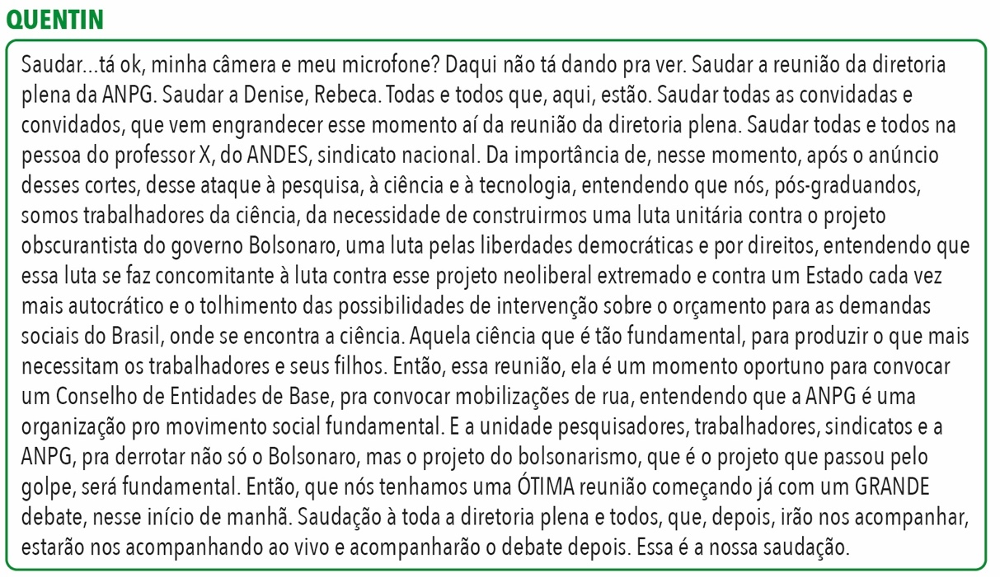 QUENTIN
Saudar...tá ok, minha câmera e meu microfone? Daqui não tá dando pra ver. Saudar a reunião da diretoria
plena da ANPG. Saudar a Denise, Rebeca. Todas e todos que, aqui, estão. Saudar todas as convidadas e
convidados, que vem engrandecer esse momento aí da reunião da diretoria plena. Saudar todas e todos na
pessoa do professor X, do ANDES, sindicato nacional. Da importância de, nesse momento, após o anúncio
desses cortes, desse ataque à pesquisa, à ciência e à tecnologia, entendendo que nós, pós-graduandos,
somos trabalhadores da ciência, da necessidade de construirmos uma luta unitária contra o projeto
obscurantista do governo Bolsonaro, uma luta pelas liberdades democráticas e por direitos, entendendo que
essa luta se faz concomitante à luta contra esse projeto neoliberal extremado e contra um Estado cada vez
mais autocrático e o tolhimento das possibilidades de intervenção sobre o orçamento para as demandas
sociais do Brasil, onde se encontra a ciência. Aquela ciência que é tão fundamental, para produzir o que mais
necessitam os trabalhadores e seus filhos. Então, essa reunião, ela é um momento oportuno para convocar
um Conselho de Entidades de Base, pra convocar mobilizações de rua, entendendo que a ANPG é uma
organização pro movimento social fundamental. E a unidade pesquisadores, trabalhadores, sindicatos e a
ANPG, pra derrotar não só o Bolsonaro, mas o projeto do bolsonarismo, que é o projeto que passou pelo
golpe, será fundamental. Então, que nós tenhamos uma ÓTIMA reunião começando já com um GRANDE
debate, nesse início de manhã. Saudação à toda a diretoria plena e todos, que, depois, irão nos acompanhar,
estarão nos acompanhando ao vivo e acompanharão o debate depois. Essa é a nossa saudação.